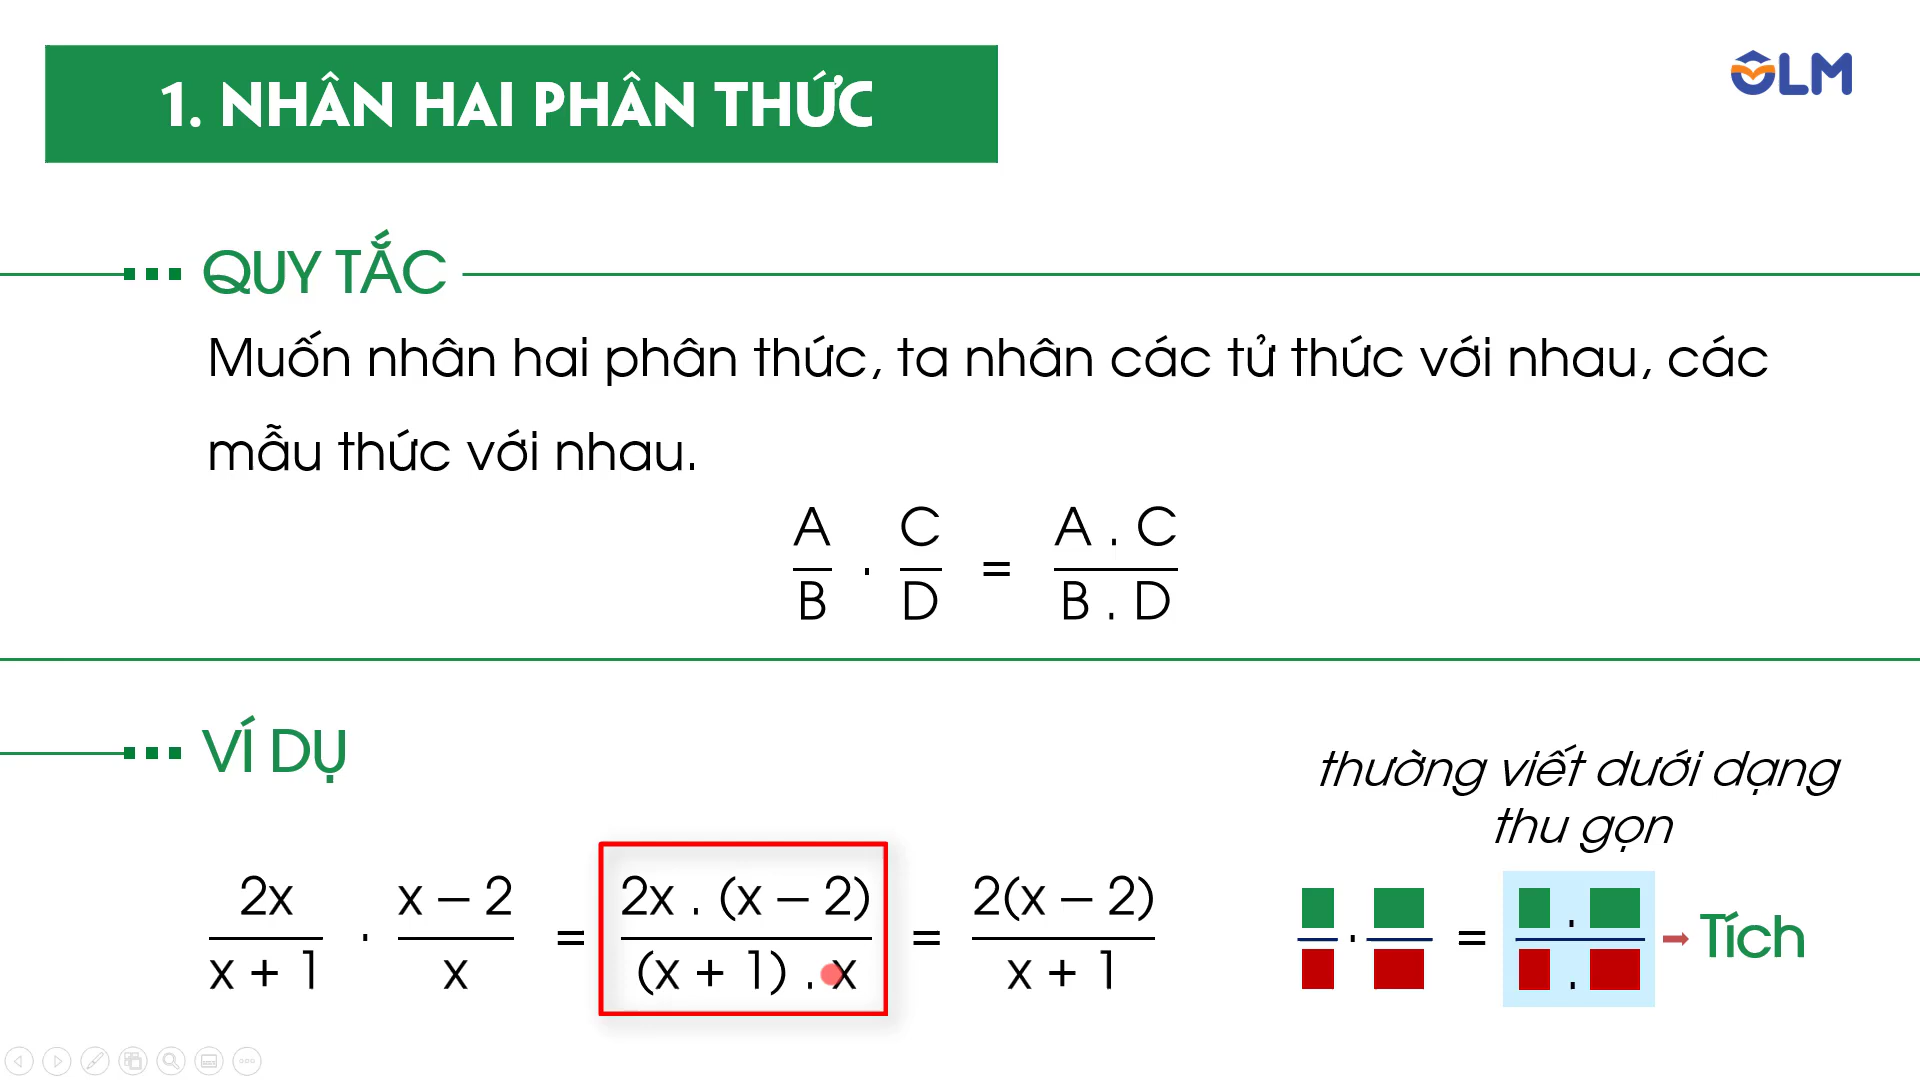 1. NHÂN HAI PHÂN THỨC
OLM
QUY TẮC
Muốn nhân hai phân thức, ta nhân các tử thức với nhau, các
mẫu thức với nhau.
A/B . C/D = A . C/B . D
VÍ DỤ
thường viết dưới dạng
thu gọn
2x/x + 1 . x – 2/x = 2x . (x – 2)/(x + 1) . x = 2(x – 2)/x + 1
. = . . Tích